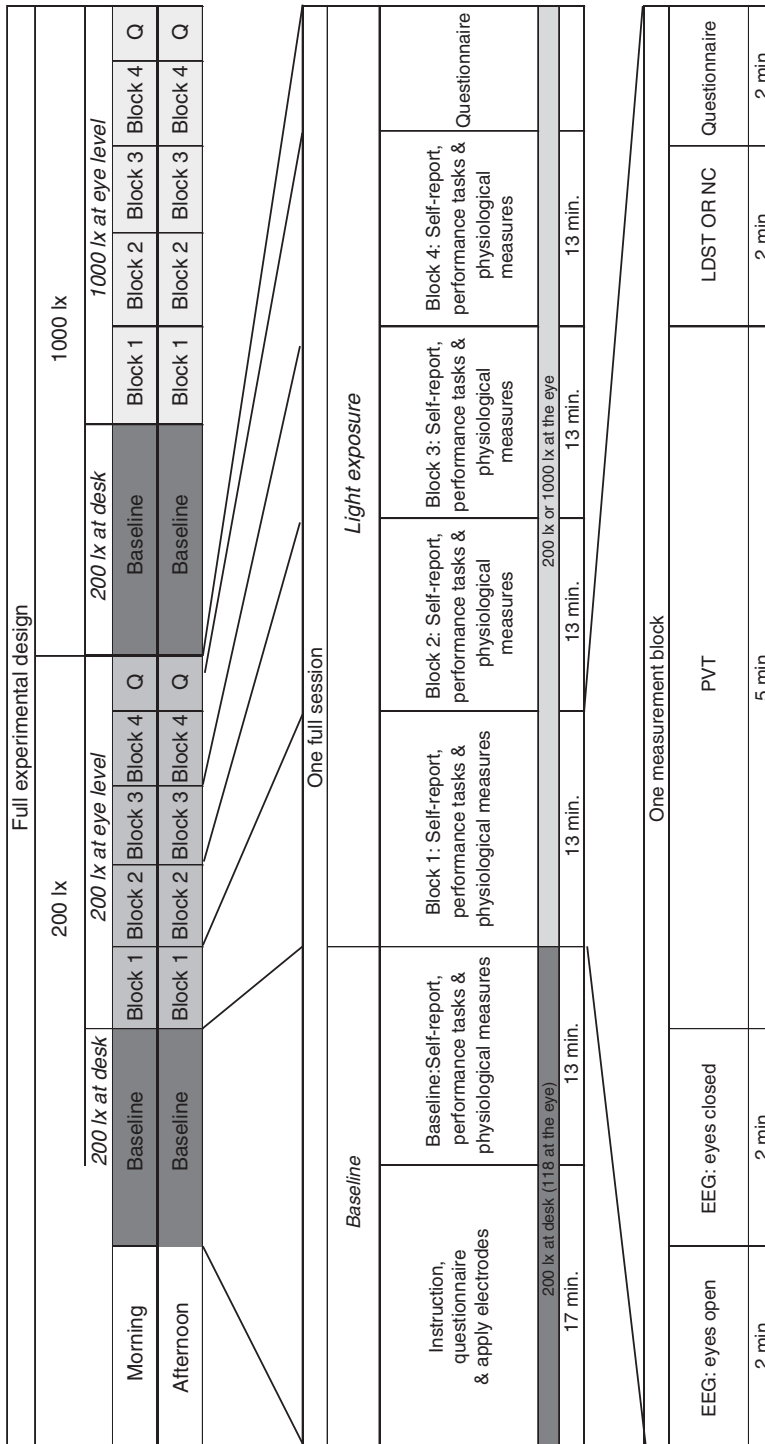 Full experimental design
200 lx
1000 lx
200 lx at desk
200 lx at eye level
200 lx at desk
1000 lx at eye level
Morning
Baseline
Block 1
Block 2
Block 3
Block 4
Q
Baseline
Block 1
Block 2
Block 3
Block 4
Q
Afternoon
Baseline
Block 1
Block 2
Block 3
Block 4
Q
Baseline
Block 1
Block 2
Block 3
Block 4
Q
One full session
Baseline
Light exposure
Instruction,
questionnaire
& apply electrodes
Baseline:Self-report,
performance tasks &
physiological measures
Block 1: Self-report,
performance tasks &
physiological measures
Block 2: Self-report,
performance tasks &
physiological
measures
Block 3: Self-report,
performance tasks &
physiological
measures
Block 4: Self-report,
performance tasks &
physiological
measures
Questionnaire
200 lx at desk (118 at the eye)
200 lx or 1000 lx at the eye
17 min.
13 min.
13 min.
13 min.
13 min.
13 min.
One measurement block
EEG: eyes open
EEG: eyes closed
PVT
LDST OR NC
Questionnaire
2 min
2 min
5 min
2 min
2 min